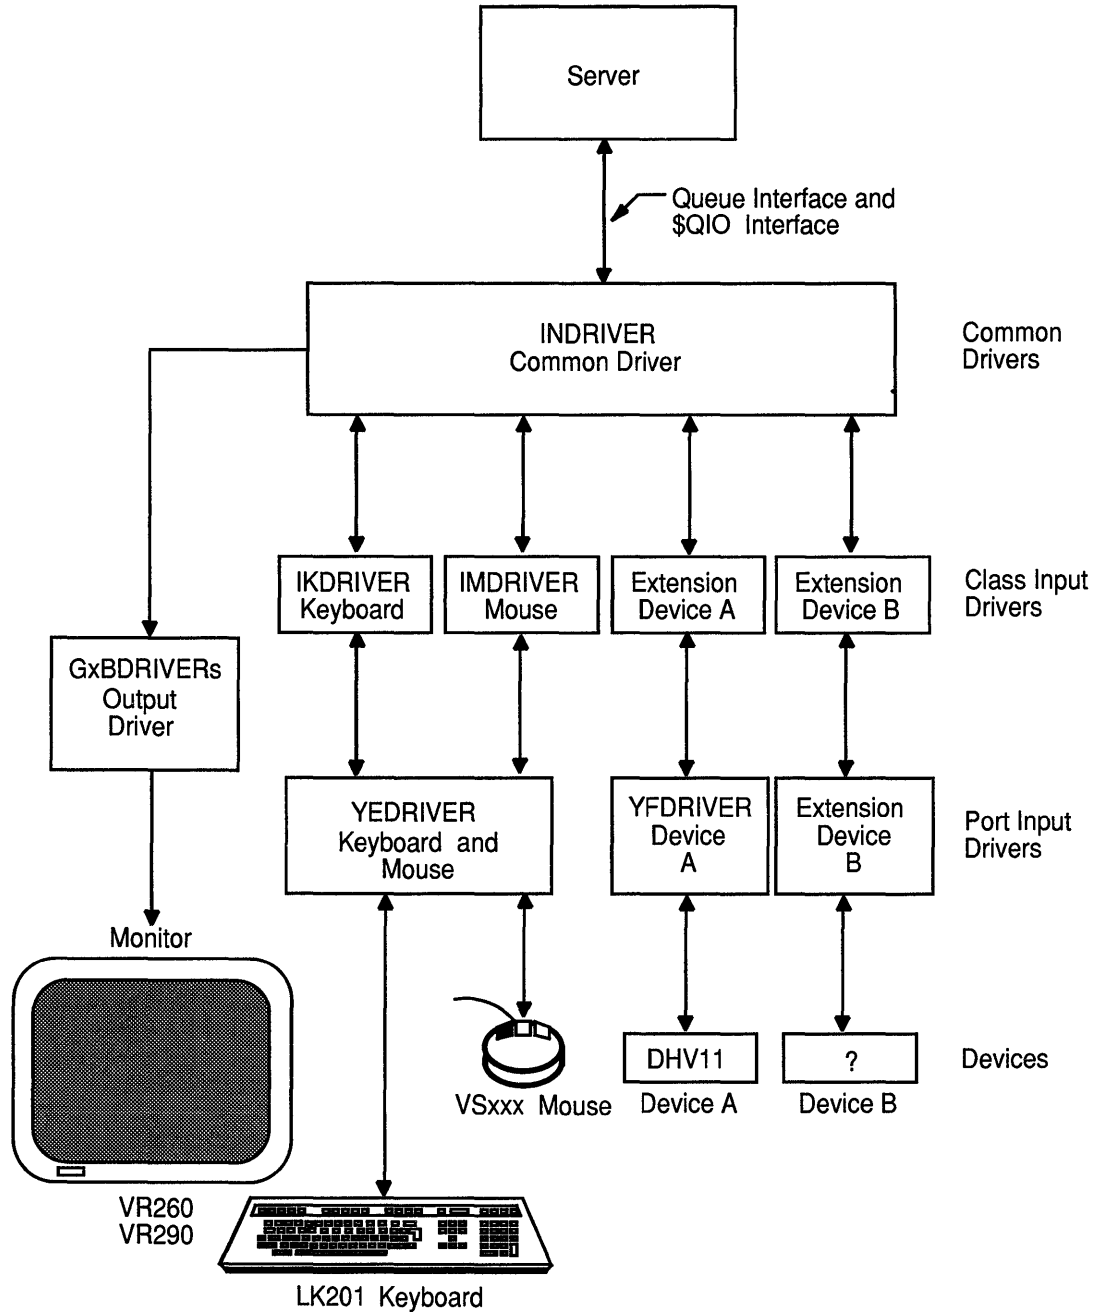 Server
Queue Interface and
$QIO Interface
INDRIVER
Common Driver
Common
Drivers
IKDRIVER
Keyboard
IMDRIVER
Mouse
Extension
Device A
Extension
Device B
Class Input
Drivers
GxBDRIVERs
Output
Driver
YEDRIVER
Keyboard and
Mouse
YFDRIVER
Device
A
Extension
Device
B
Port Input
Drivers
Monitor
VSxxx Mouse
DHV11
Device A
?
Device B
Devices
VR260
VR290
LK201 Keyboard